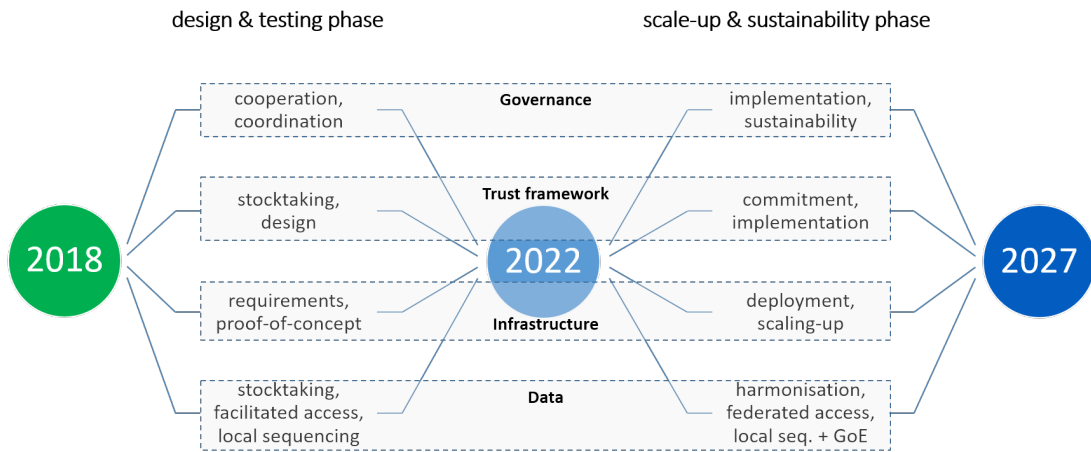 design & testing phase
scale-up & sustainability phase
cooperation,
coordination
Governance
implementation,
sustainability
stocktaking,
design
Trust framework
commitment,
implementation
2018
2022
2027
requirements,
proof-of-concept
Infrastructure
deployment,
scaling-up
stocktaking,
facilitated access,
local sequencing
Data
harmonisation,
federated access,
local seq. + GoE